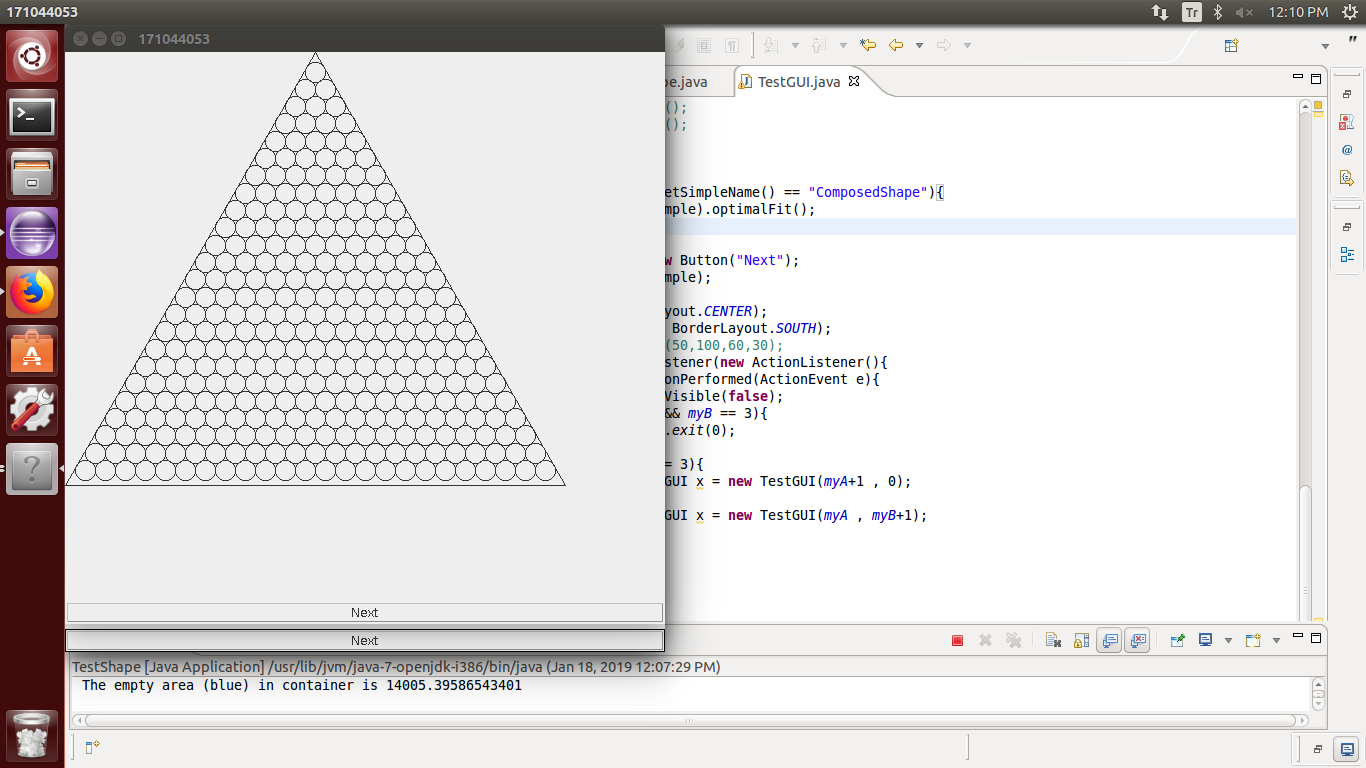 171044053
Tr
12:10 PM
171044053
pe.java
TestGUI.java
();
();
etSimpleName() == "ComposedShape"){
mple).optimalFit();
w Button("Next");
mple);
yout.CENTER);
BorderLayout.SOUTH);
(50,100,60,30);
stener(new ActionListener(){
onPerformed(ActionEvent e){
Visible(false);
&& myB == 3){
.exit(0);
= 3){
GUI x = new TestGUI(myA+1 , 0);
GUI x = new TestGUI(myA , myB+1);
Next
Next
TestShape [Java Application] /usr/lib/jvm/java-7-openjdk-i386/bin/java (Jan 18, 2019 12:07:29 PM)
The empty area (blue) in container is 14005.39586543401